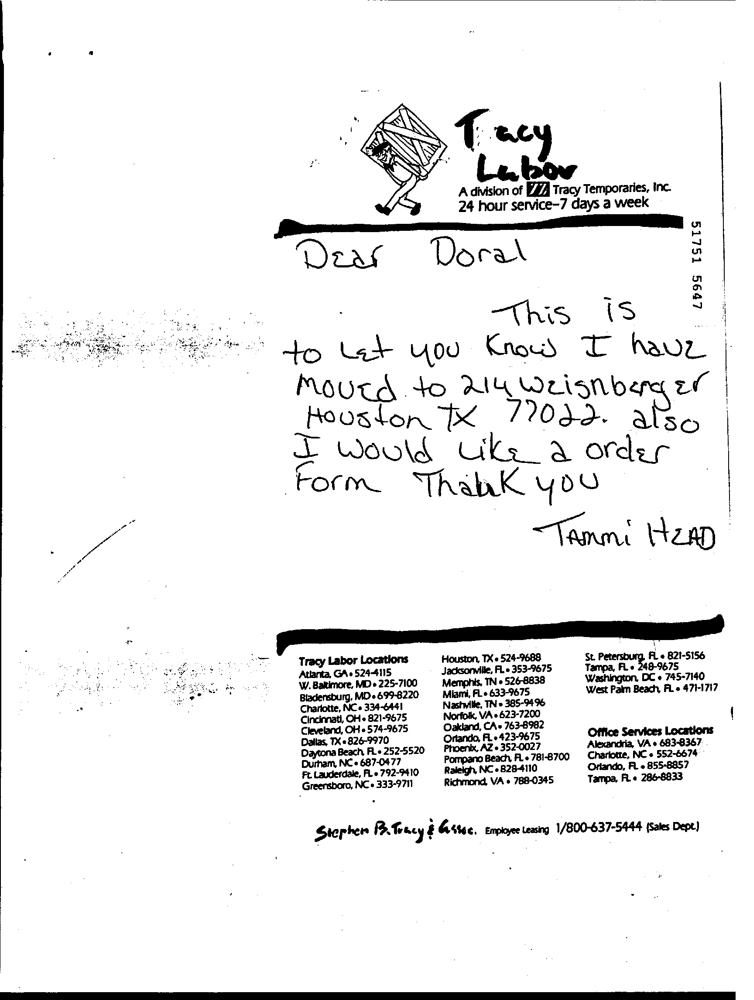 Tracy
Labor
A division of Tracy Temporaries, Inc.
24 hour service-7 days a week
51751 5647
Dear Doral
This is
to Let you Know I have
Moved to 214 Weisnberger
Houston TX 77022. also
I Would Like a order
Form Thank you
TAMMi HEAD
Tracy Labor Locations
Atlanta, GA • 524-4115
W. Baltimore, MD • 225-7100
Bladensburg, MD • 699-8220
Charlotte, NC • 334-6441
Cincinnati, OH • 821-9675
Cleveland, OH • 574-9675
Dallas, TX • 826-9970
Daytona Beach, FL • 252-5520
Durham, NC • 687-0477
Ft. Lauderdale, FL • 792-9410
Greensboro, NC • 333-9711
Houston, TX • 524-9688
Jacksonville, FL • 353-9675
Memphis, TN • 526-8838
Miami, FL • 633-9675
Nashville, TN • 385-9496
Norfolk, VA • 623-7200
Oakland, CA • 763-8982
Orlando, FL • 423-9675
Phoenix, AZ • 352-0027
Pompano Beach, FL • 781-8700
Raleigh, NC • 828-4110
Richmond, VA • 788-0345
St. Petersburg, FL • 821-5156
Tampa, FL • 248-9675
Washington, DC • 745-7140
West Palm Beach, FL • 471-1717
Office Services Locations
Alexandria, VA • 683-8367
Charlotte, NC • 552-6674
Orlando, FL • 855-8857
Tampa, FL • 286-8833
Stephen B. Tracy & Assoc. Employee Leasing 1/800-637-5444 (Sales Dept.)